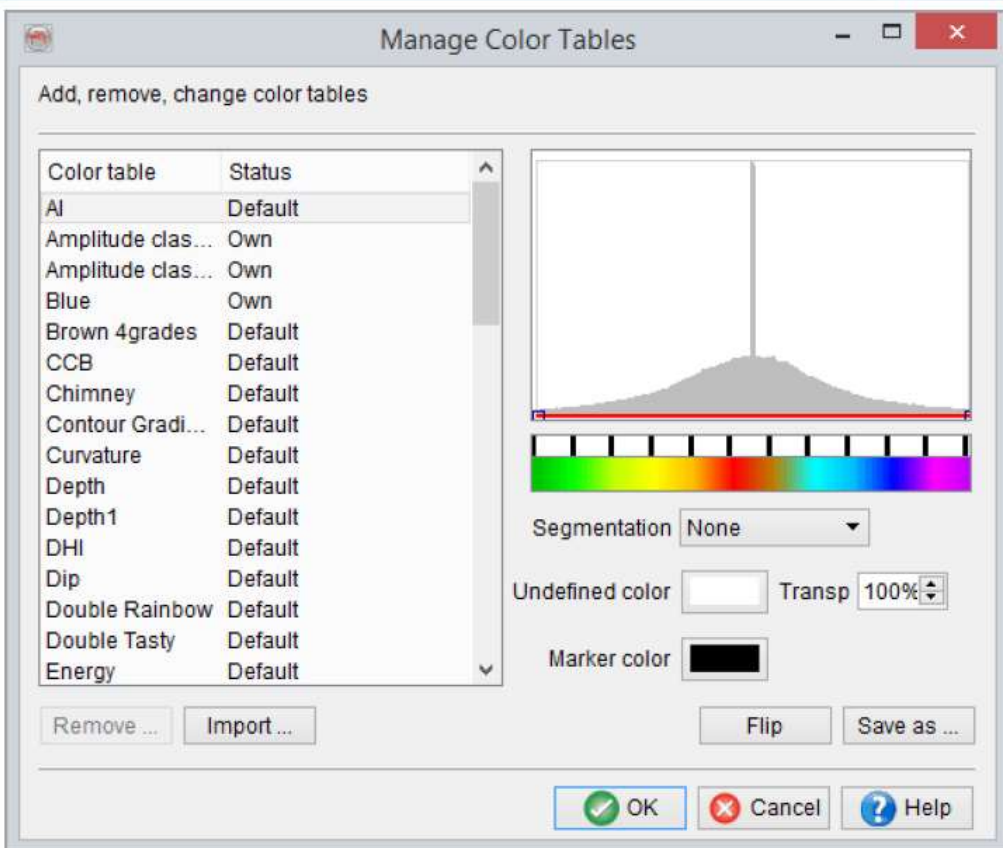 Manage Color Tables
Add, remove, change color tables
Color table Status
AI Default
Amplitude clas... Own
Amplitude clas... Own
Blue Own
Brown 4grades Default
CCB Default
Chimney Default
Contour Gradi... Default
Curvature Default
Depth Default
Depth1 Default
DHI Default
Dip Default
Double Rainbow Default
Double Tasty Default
Energy Default
Segmentation None
Undefined color Transp 100%
Marker color
Remove ... Import ... Flip Save as ...
OK Cancel Help